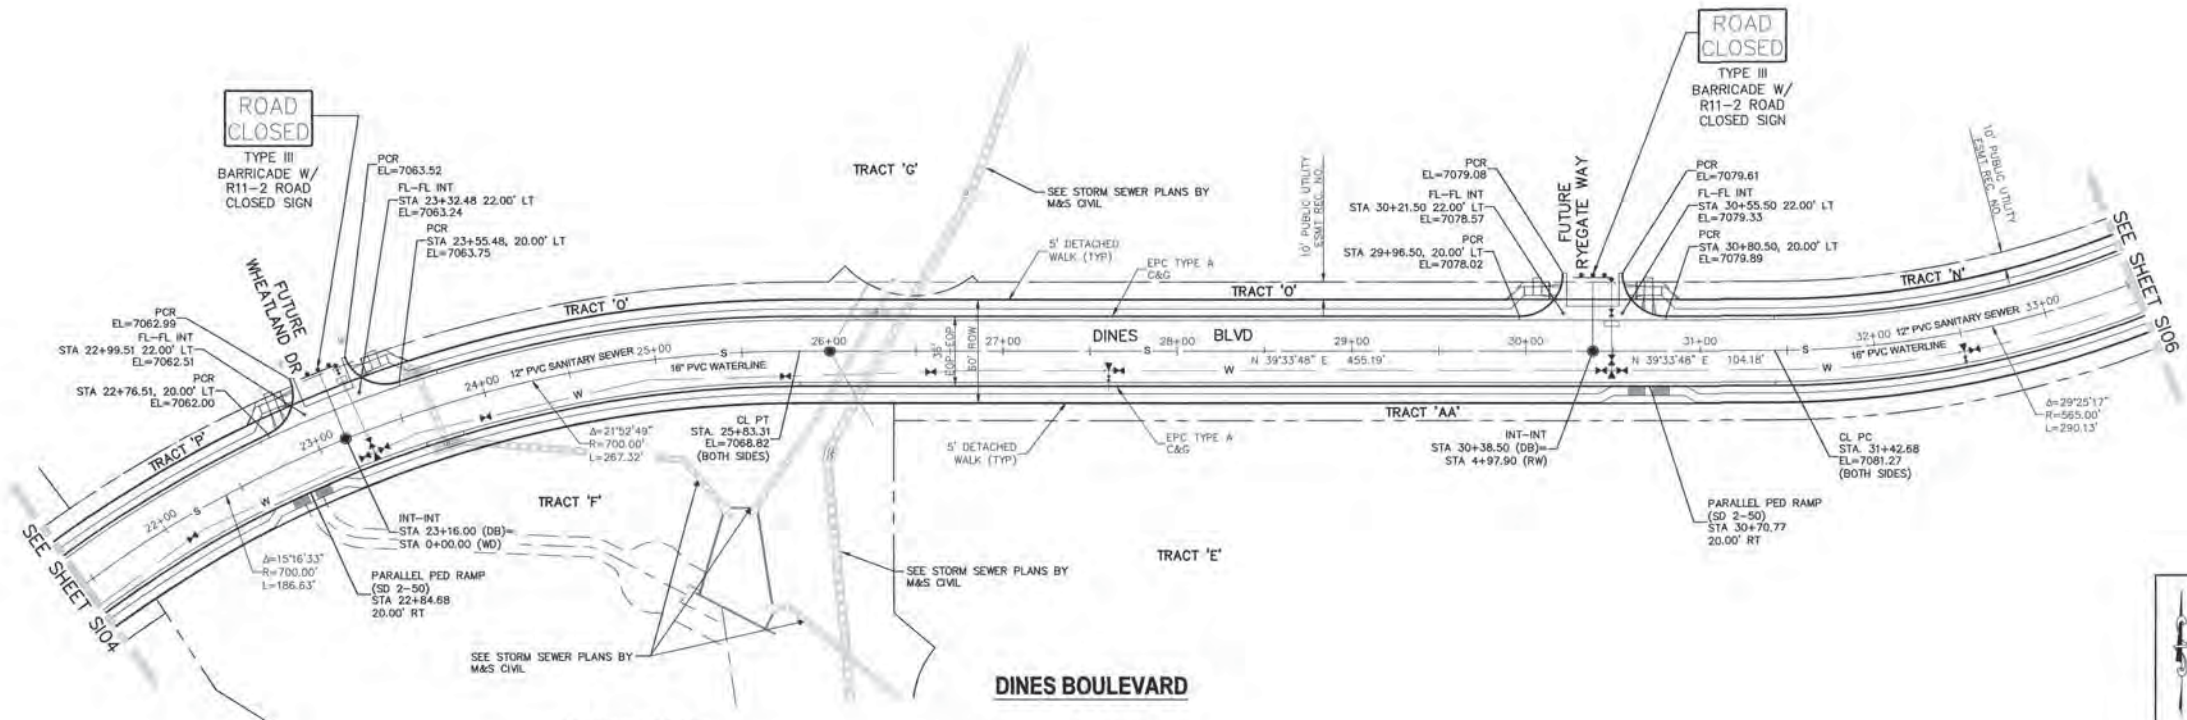 ROAD
CLOSED
TYPE III
BARRICADE W/
R11-2 ROAD
CLOSED SIGN
PCR
EL=7063.52
FL-FL INT
STA 23+32.48 22.00' LT
EL=7063.24
PCR
STA 23+55.48, 20.00' LT
EL=7063.75
FUTURE
WHEATLAND DR
PCR
EL=7062.99
FL-FL INT
STA 22+99.51 22.00' LT
EL=7062.51
PCR
STA 22+76.51, 20.00' LT
EL=7062.00
TRACT 'P'
TRACT 'O'
TRACT 'G'
SEE STORM SEWER PLANS BY
M&S CIVIL
5' DETACHED
WALK (TYP)
EPC TYPE A
C&G
10' PUBLIC UTILITY
ESMT REC. NO.
TRACT 'O'
PCR
EL=7079.08
FL-FL INT
STA 30+21.50 22.00' LT
EL=7078.57
PCR
STA 29+96.50, 20.00' LT
EL=7078.02
FUTURE
RYEGATE WAY
ROAD
CLOSED
TYPE III
BARRICADE W/
R11-2 ROAD
CLOSED SIGN
PCR
EL=7079.61
FL-FL INT
STA 30+55.50 22.00' LT
EL=7079.33
PCR
STA 30+80.50, 20.00' LT
EL=7079.89
10' PUBLIC UTILITY
ESMT REC. NO.
TRACT 'N'
SEE SHEET SI06
22+00
S
W
23+00
24+00
12" PVC SANITARY SEWER
25+00
S
W
16" PVC WATERLINE
26+00
36'
EOP-EOP
60' ROW
27+00
DINES BLVD
28+00
S
W
29+00
N 39°33'48" E 455.19'
30+00
31+00
N 39°33'48" E 104.18'
S
W
32+00
12" PVC SANITARY SEWER
33+00
16" PVC WATERLINE
SEE SHEET SI04
Δ=15°16'33"
R=700.00'
L=186.63'
INT-INT
STA 23+16.00 (DB)=
STA 0+00.00 (WD)
PARALLEL PED RAMP
(SD 2-50)
STA 22+84.68
20.00' RT
Δ=21°52'49"
R=700.00'
L=267.32'
TRACT 'F'
CL PT
STA. 25+83.31
EL=7068.82
(BOTH SIDES)
SEE STORM SEWER PLANS BY
M&S CIVIL
SEE STORM SEWER PLANS BY
M&S CIVIL
5' DETACHED
WALK (TYP)
EPC TYPE A
C&G
TRACT 'AA'
TRACT 'E'
INT-INT
STA 30+38.50 (DB)=
STA 4+97.90 (RW)
PARALLEL PED RAMP
(SD 2-50)
STA 30+70.77
20.00' RT
CL PC
STA. 31+42.68
EL=7081.27
(BOTH SIDES)
Δ=29°25'17"
R=565.00'
L=290.13'
DINES BOULEVARD